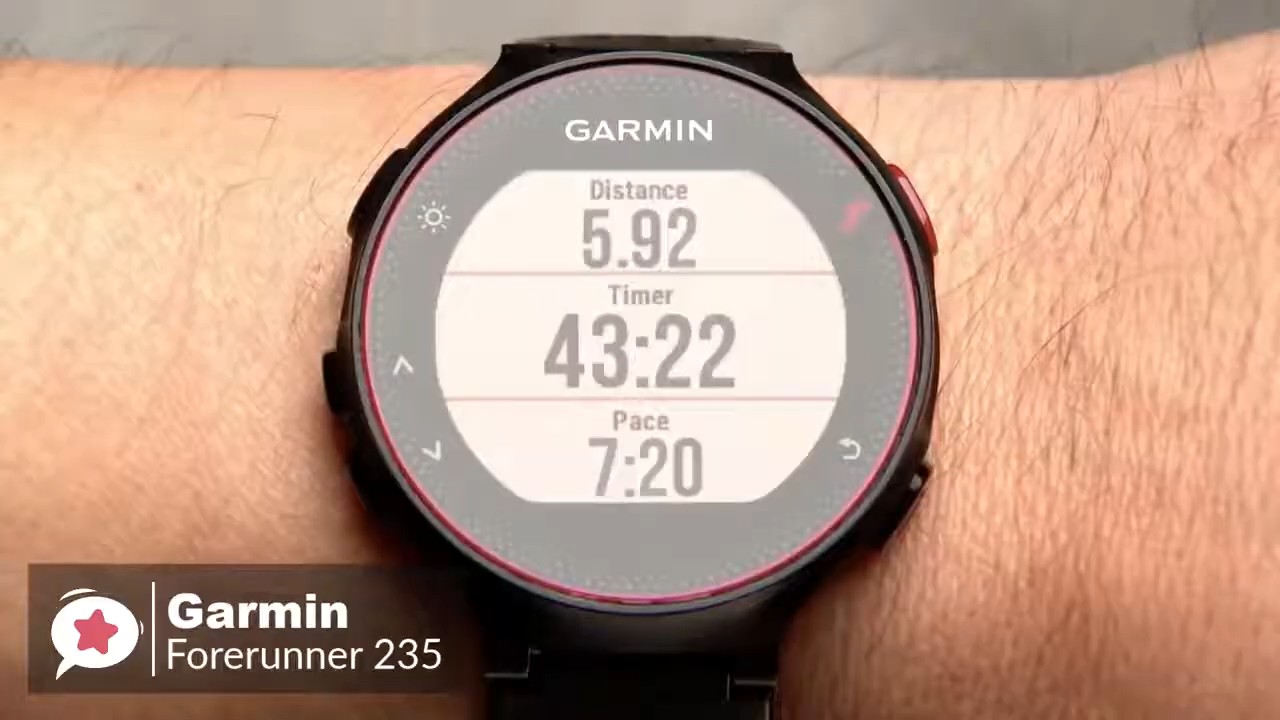 GARMIN
Distance
5.92
Timer
43:22
Pace
7:20
Garmin
Forerunner 235